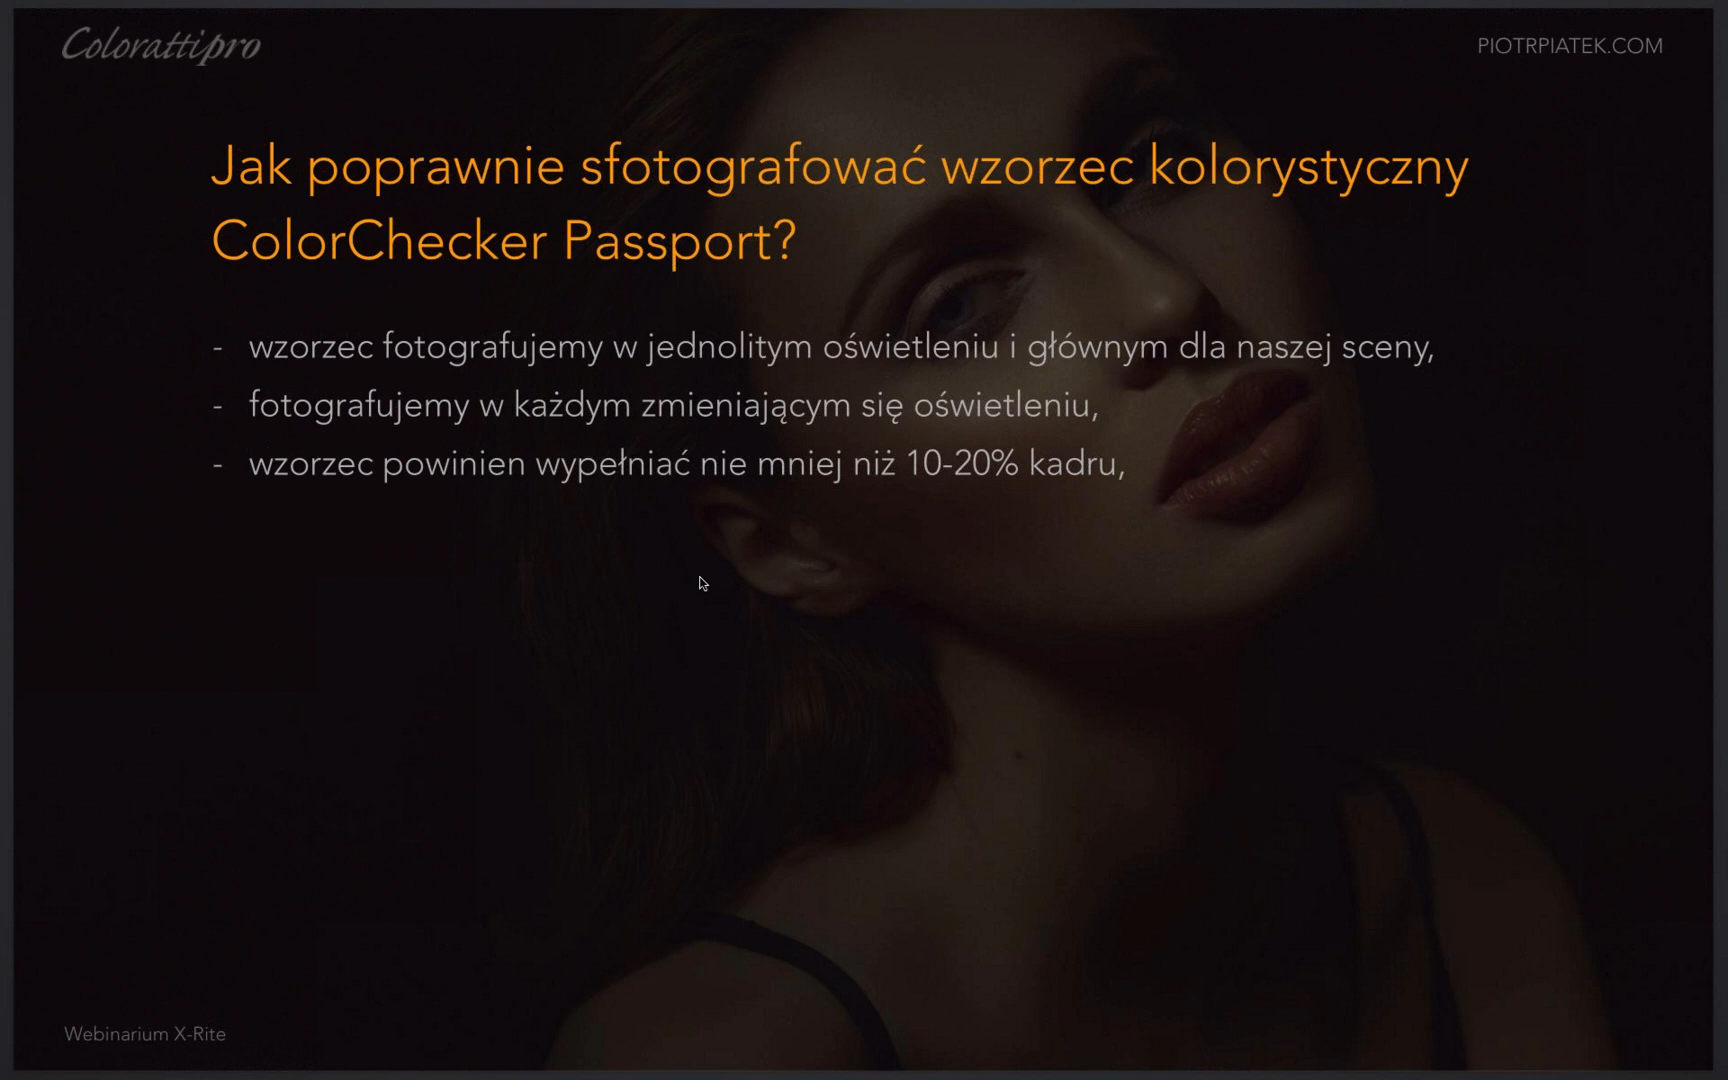 Colorattipro
PIOTRPIATEK.COM
Jak poprawnie sfotografować wzorzec kolorystyczny
ColorChecker Passport?
- wzorzec fotografujemy w jednolitym oświetleniu i głównym dla naszej sceny,
- fotografujemy w każdym zmieniającym się oświetleniu,
- wzorzec powinien wypełniać nie mniej niż 10-20% kadru,
Webinarium X-Rite